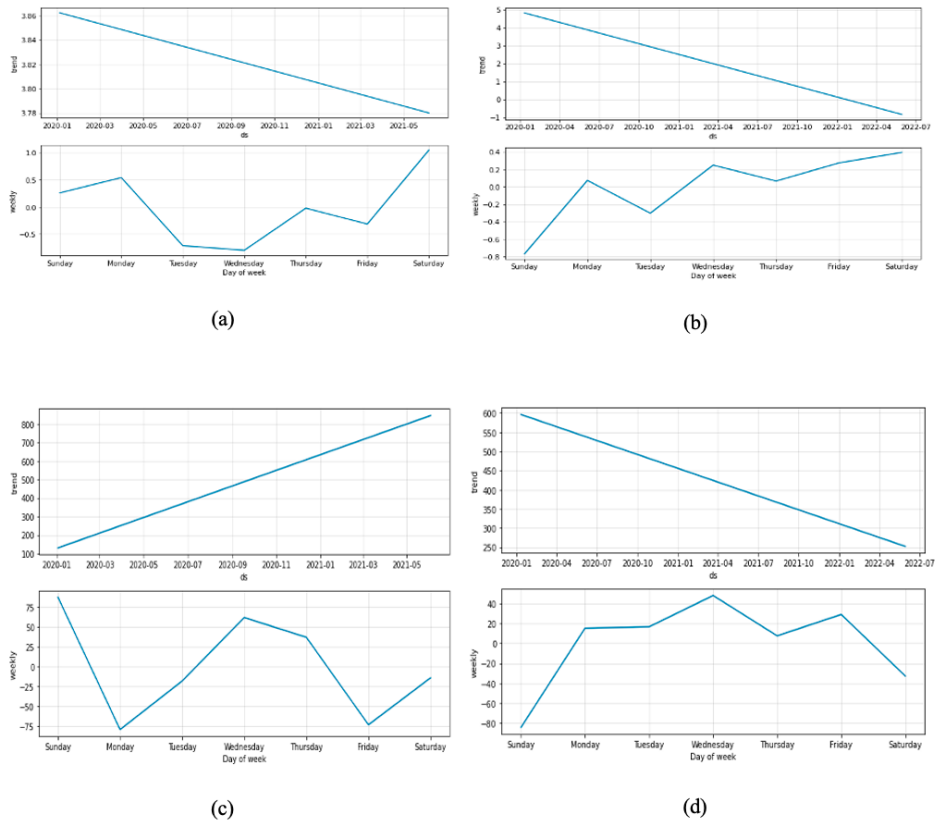 3.86
3.84
3.82
3.80
3.78
trend
2020-01 2020-03 2020-05 2020-07 2020-09 2020-11 2021-01 2021-03 2021-05
ds
1.0
0.5
0.0
−0.5
weekly
Sunday Monday Tuesday Wednesday Thursday Friday Saturday
Day of week
(a)
5
4
3
2
1
0
−1
trend
2020-01 2020-04 2020-07 2020-10 2021-01 2021-04 2021-07 2021-10 2022-01 2022-04 2022-07
ds
0.4
0.2
0.0
−0.2
−0.4
−0.6
−0.8
weekly
Sunday Monday Tuesday Wednesday Thursday Friday Saturday
Day of week
(b)
800
700
600
500
400
300
200
100
trend
2020-01 2020-03 2020-05 2020-07 2020-09 2020-11 2021-01 2021-03 2021-05
ds
75
50
25
0
−25
−50
−75
weekly
Sunday Monday Tuesday Wednesday Thursday Friday Saturday
Day of week
(c)
600
550
500
450
400
350
300
250
trend
2020-01 2020-04 2020-07 2020-10 2021-01 2021-04 2021-07 2021-10 2022-01 2022-04 2022-07
ds
40
20
0
−20
−40
−60
−80
weekly
Sunday Monday Tuesday Wednesday Thursday Friday Saturday
Day of week
(d)